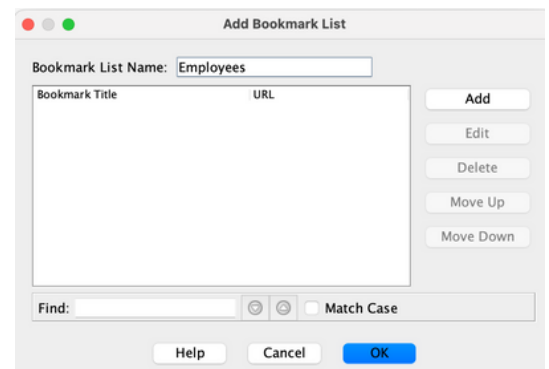 Add Bookmark List
Bookmark List Name: Employees
Bookmark Title URL
Add
Edit
Delete
Move Up
Move Down
Find: Match Case
Help Cancel OK